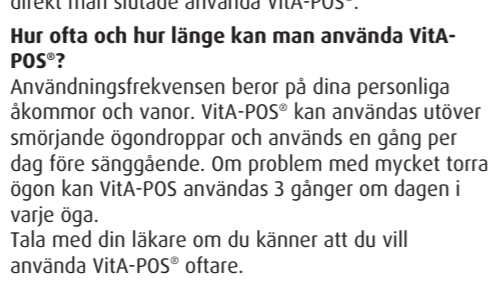 direkt man slutade använda VitA-POS®.
Hur ofta och hur länge kan man använda VitA-
POS®?
Användningsfrekvensen beror på dina personliga
åkommor och vanor. VitA-POS® kan användas utöver
smörjande ögondroppar och används en gång per
dag före sänggående. Om problem med mycket torra
ögon kan VitA-POS användas 3 gånger om dagen i
varje öga.
Tala med din läkare om du känner att du vill
använda VitA-POS® oftare.